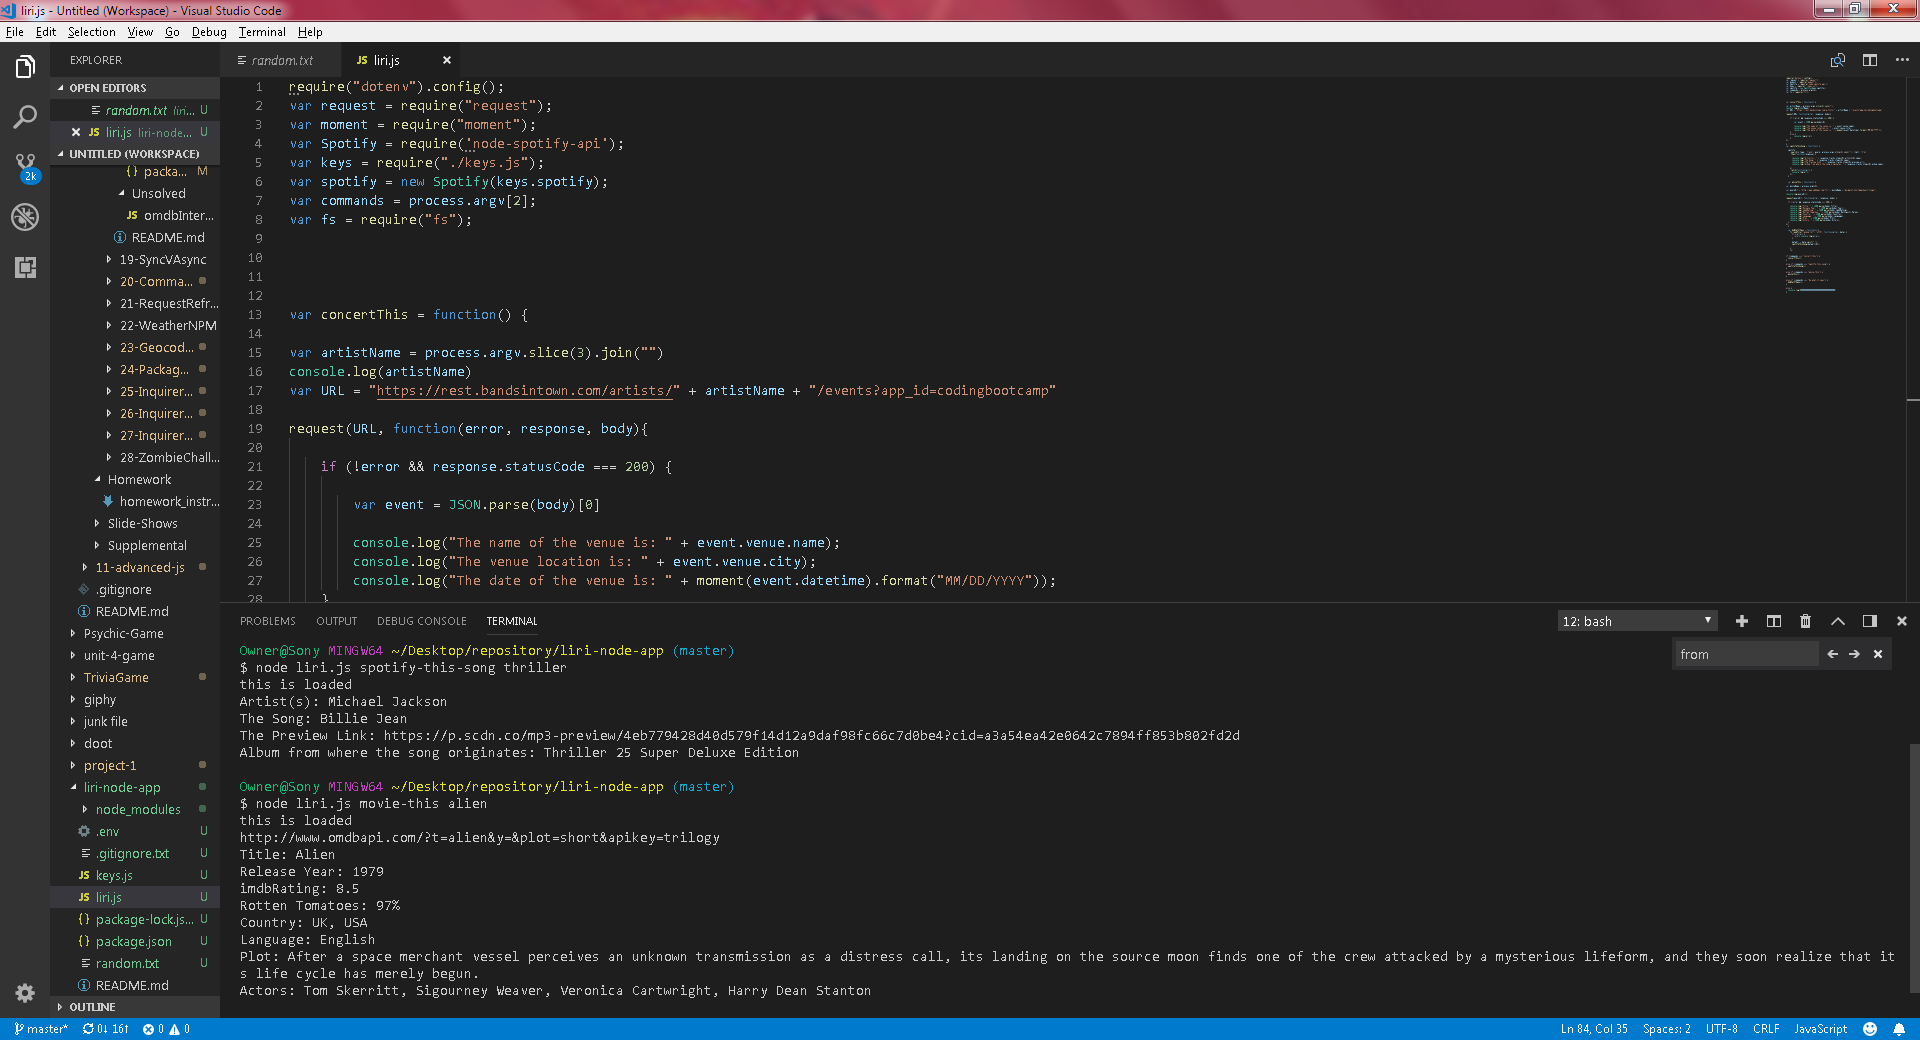 liri.js - Untitled (Workspace) - Visual Studio Code
File Edit Selection View Go Debug Terminal Help
EXPLORER
OPEN EDITORS
random.txt liri... U
liri.js liri-node... U
UNTITLED (WORKSPACE)
{} packa... M
Unsolved
JS omdbInter...
README.md
19-SyncVAsync
20-Comma...
21-RequestRefr...
22-WeatherNPM
23-Geocod...
24-Packag...
25-Inquirer...
26-Inquirer...
27-Inquirer...
28-ZombieChall...
Homework
homework_instr...
Slide-Shows
Supplemental
11-advanced-js
.gitignore
README.md
Psychic-Game
unit-4-game
TriviaGame
giphy
junk file
doot
project-1
liri-node-app
node_modules
.env U
.gitignore.txt U
JS keys.js U
JS liri.js U
{} package-lock.js... U
{} package.json U
random.txt U
README.md
OUTLINE
2k
random.txt JS liri.js
1 require("dotenv").config();
2 var request = require("request");
3 var moment = require("moment");
4 var Spotify = require('node-spotify-api');
5 var keys = require("./keys.js");
6 var spotify = new Spotify(keys.spotify);
7 var commands = process.argv[2];
8 var fs = require("fs");
9
10
11
12
13 var concertThis = function() {
14
15 var artistName = process.argv.slice(3).join("")
16 console.log(artistName)
17 var URL = "https://rest.bandsintown.com/artists/" + artistName + "/events?app_id=codingbootcamp"
18
19 request(URL, function(error, response, body){
20
21 if (!error && response.statusCode === 200) {
22
23 var event = JSON.parse(body)[0]
24
25 console.log("The name of the venue is: " + event.venue.name);
26 console.log("The venue location is: " + event.venue.city);
27 console.log("The date of the venue is: " + moment(event.datetime).format("MM/DD/YYYY"));
28 }
PROBLEMS OUTPUT DEBUG CONSOLE TERMINAL 12: bash
from
Owner@Sony MINGW64 ~/Desktop/repository/liri-node-app (master)
$ node liri.js spotify-this-song thriller
this is loaded
Artist(s): Michael Jackson
The Song: Billie Jean
The Preview Link: https://p.scdn.co/mp3-preview/4eb779428d40d579f14d12a9daf98fc66c7d0be4?cid=a3a54ea42e0642c7894ff853b802fd2d
Album from where the song originates: Thriller 25 Super Deluxe Edition
Owner@Sony MINGW64 ~/Desktop/repository/liri-node-app (master)
$ node liri.js movie-this alien
this is loaded
http://www.omdbapi.com/?t=alien&y=&plot=short&apikey=trilogy
Title: Alien
Release Year: 1979
imdbRating: 8.5
Rotten Tomatoes: 97%
Country: UK, USA
Language: English
Plot: After a space merchant vessel perceives an unknown transmission as a distress call, its landing on the source moon finds one of the crew attacked by a mysterious lifeform, and they soon realize that it
s life cycle has merely begun.
Actors: Tom Skerritt, Sigourney Weaver, Veronica Cartwright, Harry Dean Stanton
master* 0↓ 16↑ 0 0 Ln 84, Col 35 Spaces: 2 UTF-8 CRLF JavaScript